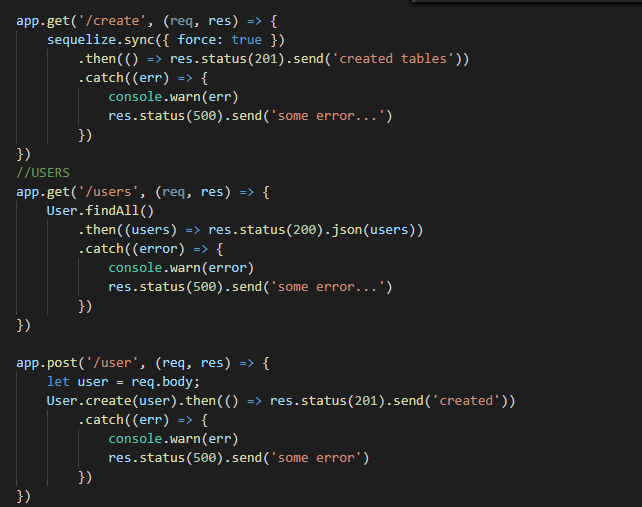 app.get('/create', (req, res) => {
    sequelize.sync({ force: true })
        .then(() => res.status(201).send('created tables'))
        .catch((err) => {
            console.warn(err)
            res.status(500).send('some error...')
        })
})
//USERS
app.get('/users', (req, res) => {
    User.findAll()
        .then((users) => res.status(200).json(users))
        .catch((error) => {
            console.warn(error)
            res.status(500).send('some error...')
        })
})

app.post('/user', (req, res) => {
    let user = req.body;
    User.create(user).then(() => res.status(201).send('created'))
        .catch((err) => {
            console.warn(err)
            res.status(500).send('some error')
        })
})